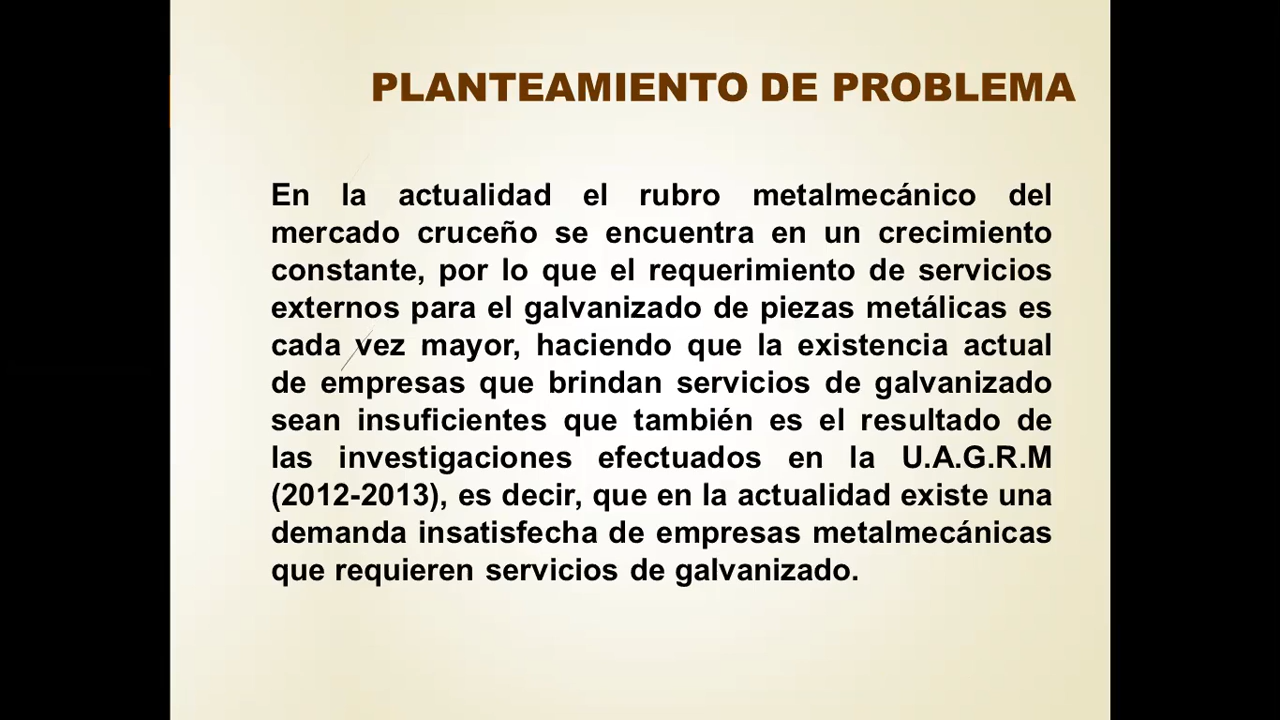 PLANTEAMIENTO DE PROBLEMA
En la actualidad el rubro metalmecánico del
mercado cruceño se encuentra en un crecimiento
constante, por lo que el requerimiento de servicios
externos para el galvanizado de piezas metálicas es
cada vez mayor, haciendo que la existencia actual
de empresas que brindan servicios de galvanizado
sean insuficientes que también es el resultado de
las investigaciones efectuados en la U.A.G.R.M
(2012-2013), es decir, que en la actualidad existe una
demanda insatisfecha de empresas metalmecánicas
que requieren servicios de galvanizado.